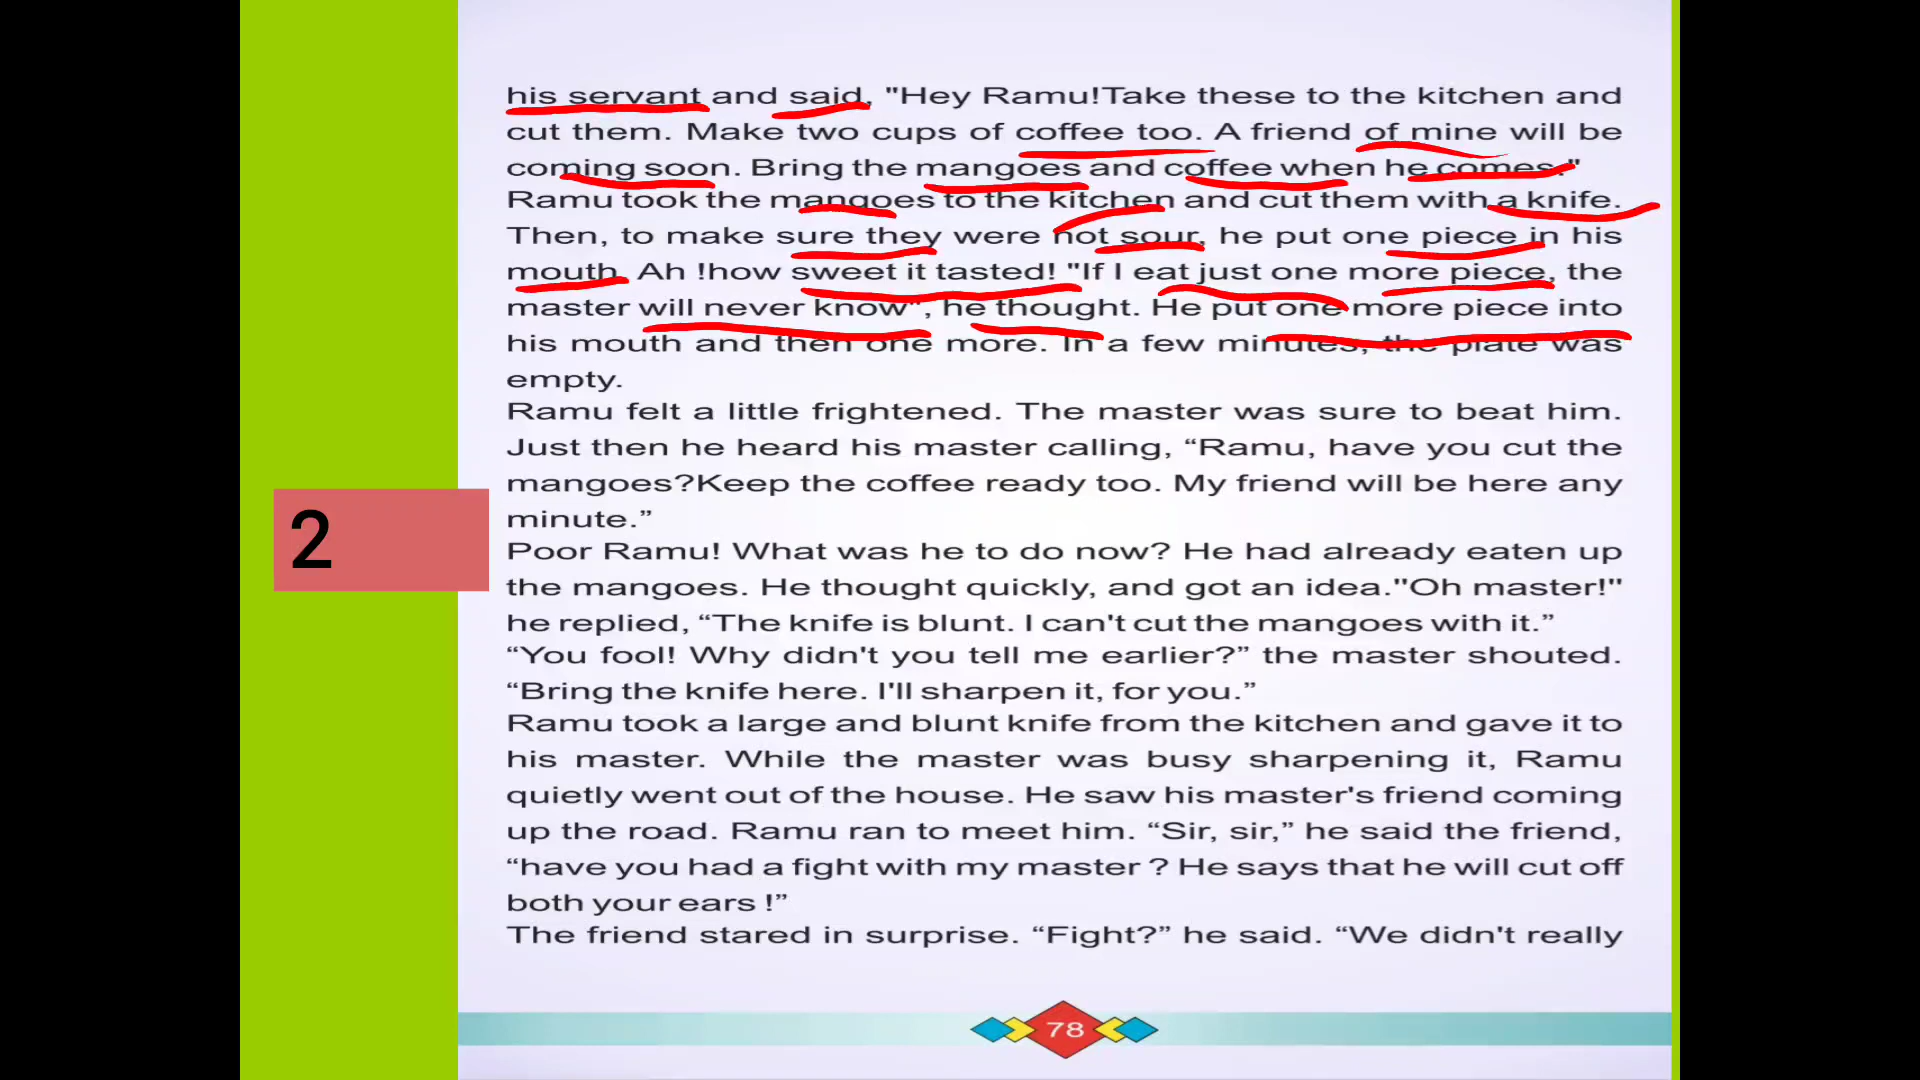 his servant and said, "Hey Ramu!Take these to the kitchen and
cut them. Make two cups of coffee too. A friend of mine will be
coming soon. Bring the mangoes and coffee when he comes."
Ramu took the mangoes to the kitchen and cut them with a knife.
Then, to make sure they were not sour, he put one piece in his
mouth. Ah !how sweet it tasted! "If I eat just one more piece, the
master will never know", he thought. He put one more piece into
his mouth and then one more. In a few minutes, the plate was
empty.
Ramu felt a little frightened. The master was sure to beat him.
Just then he heard his master calling, “Ramu, have you cut the
mangoes?Keep the coffee ready too. My friend will be here any
minute.”
2
Poor Ramu! What was he to do now? He had already eaten up
the mangoes. He thought quickly, and got an idea."Oh master!"
he replied, “The knife is blunt. I can't cut the mangoes with it.”
“You fool! Why didn't you tell me earlier?” the master shouted.
“Bring the knife here. I'll sharpen it, for you.”
Ramu took a large and blunt knife from the kitchen and gave it to
his master. While the master was busy sharpening it, Ramu
quietly went out of the house. He saw his master's friend coming
up the road. Ramu ran to meet him. “Sir, sir,” he said the friend,
“have you had a fight with my master ? He says that he will cut off
both your ears !”
The friend stared in surprise. “Fight?” he said. “We didn't really
78